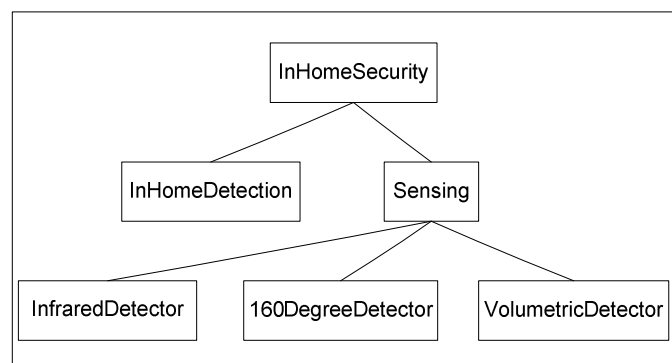 InHomeSecurity
InHomeDetection
Sensing
InfraredDetector
160DegreeDetector
VolumetricDetector